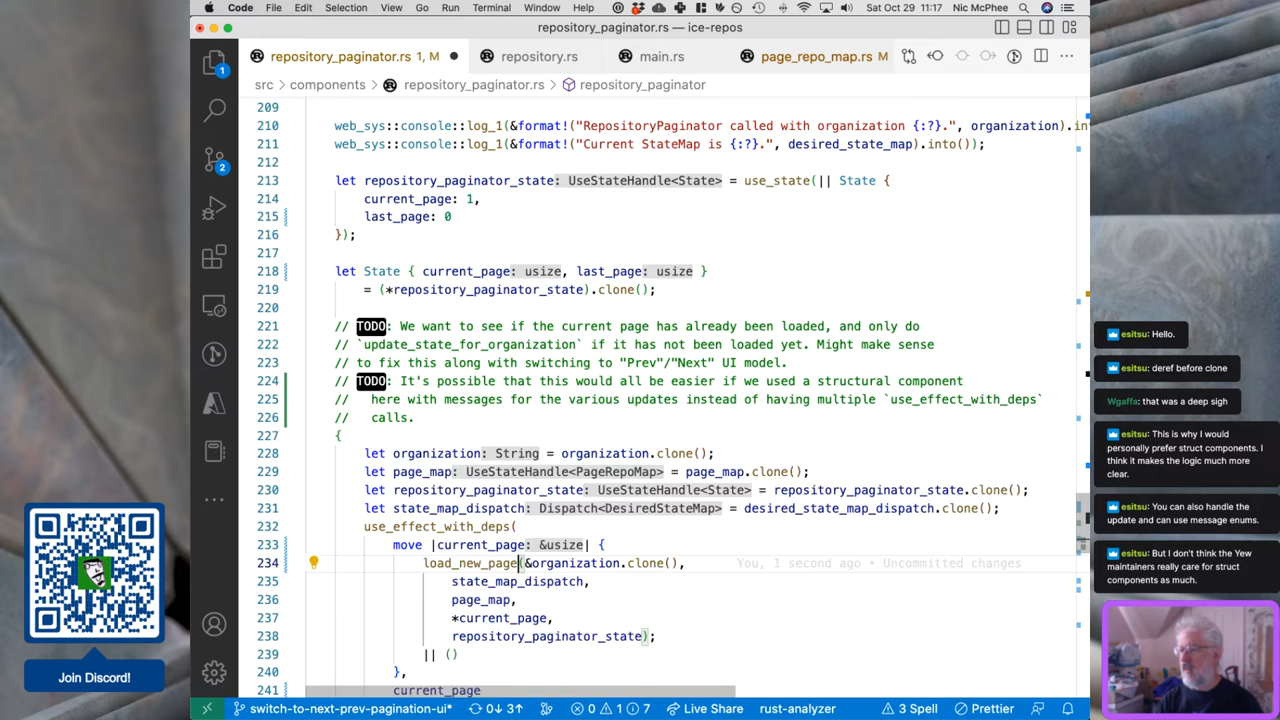 Code File Edit Selection View Go Run Terminal Window Sat Oct 29 11:17 Nic McPhee
repository_paginator.rs — ice-repos
repository_paginator.rs 1, M
repository.rs
main.rs
page_repo_map.rs M
src > components > repository_paginator.rs > repository_paginator
209
210 web_sys::console::log_1(&format!("RepositoryPaginator called with organization {:?}.", organization).in
211 web_sys::console::log_1(&format!("Current StateMap is {:?}.", desired_state_map).into());
212
213 let repository_paginator_state: UseStateHandle<State> = use_state(|| State {
214 current_page: 1,
215 last_page: 0
216 });
217
218 let State { current_page: usize, last_page: usize }
219 = (*repository_paginator_state).clone();
220
221 // TODO: We want to see if the current page has already been loaded, and only do
222 // `update_state_for_organization` if it has not been loaded yet. Might make sense
223 // to fix this along with switching to "Prev"/"Next" UI model.
224 // TODO: It's possible that this would all be easier if we used a structural component
225 // here with messages for the various updates instead of having multiple `use_effect_with_deps`
226 // calls.
227 {
228 let organization: String = organization.clone();
229 let page_map: UseStateHandle<PageRepoMap> = page_map.clone();
230 let repository_paginator_state: UseStateHandle<State> = repository_paginator_state.clone();
231 let state_map_dispatch: Dispatch<DesiredStateMap> = desired_state_map_dispatch.clone();
232 use_effect_with_deps(
233 move |current_page: &usize| {
234 load_new_page(&organization.clone(), You, 1 second ago • Uncommitted changes
235 state_map_dispatch,
236 page_map,
237 *current_page,
238 repository_paginator_state);
239 || ()
240 },
241 current_page
1
2
switch-to-next-prev-pagination-ui* 0↓ 3↑ 0 1 7 Live Share rust-analyzer 3 Spell Prettier
Join Discord!
esitsu: Hello.
esitsu: deref before clone
Wgaffa: that was a deep sigh
esitsu: This is why I would
personally prefer struct components. I
think it makes the logic much more
clear.
esitsu: You can also handle the
update and can use message enums.
esitsu: But I don't think the Yew
maintainers really care for struct
components as much.